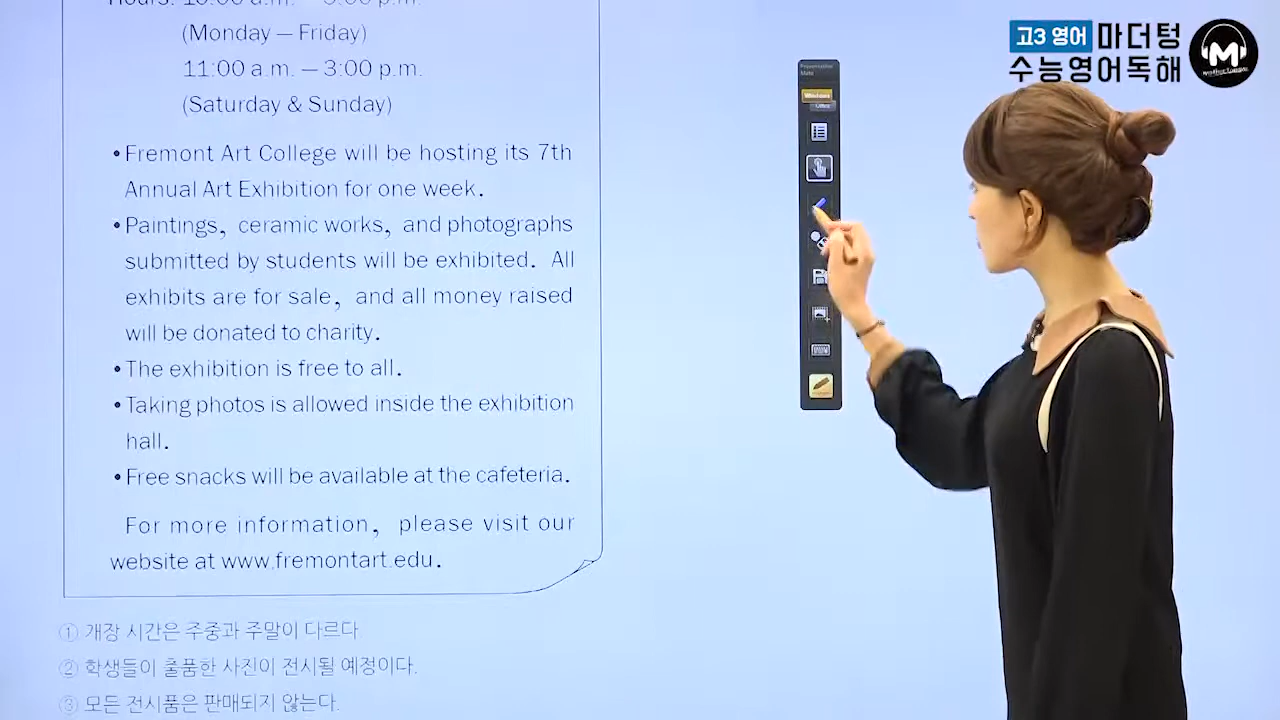 (Monday — Friday)
11:00 a.m. — 3:00 p.m.
(Saturday & Sunday)
•Fremont Art College will be hosting its 7th
Annual Art Exhibition for one week.
•Paintings, ceramic works, and photographs
submitted by students will be exhibited. All
exhibits are for sale, and all money raised
will be donated to charity.
•The exhibition is free to all.
•Taking photos is allowed inside the exhibition
hall.
•Free snacks will be available at the cafeteria.
For more information, please visit our
website at www.fremontart.edu.
① 개장 시간은 주중과 주말이 다르다.
② 학생들이 출품한 사진이 전시될 예정이다.
③ 모든 전시품은 판매되지 않는다.
고3 영어 마더텅
수능영어독해
M